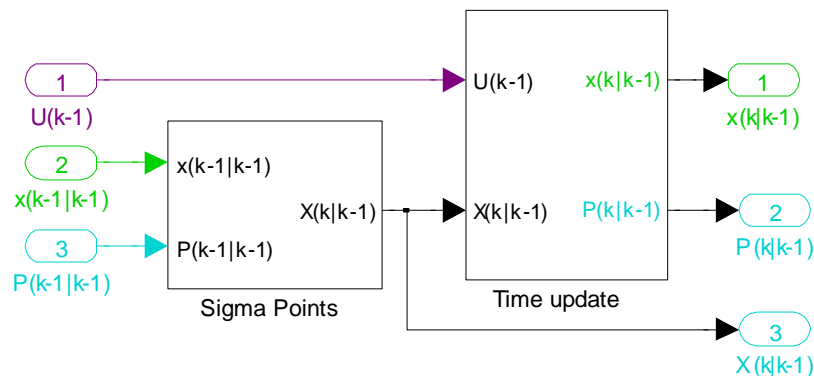 1
U(k-1)
2
x(k-1|k-1)
3
P(k-1|k-1)
x(k-1|k-1)
P(k-1|k-1)
X(k|k-1)
Sigma Points
U(k-1)
X(k|k-1)
x(k|k-1)
P(k|k-1)
Time update
1
x(k|k-1)
2
P(k|k-1)
3
X(k|k-1)